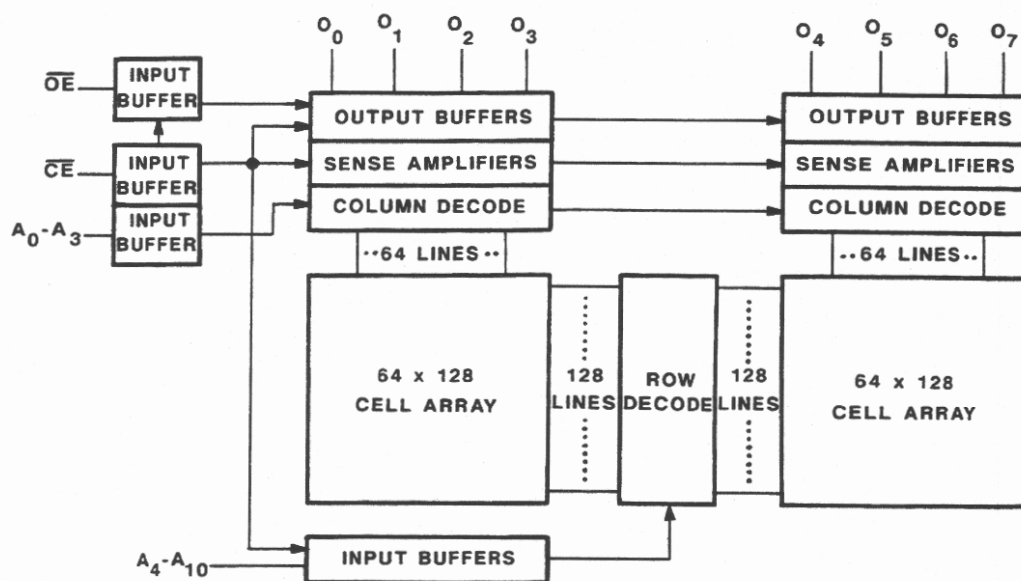 O0 O1 O2 O3
O4 O5 O6 O7
OE
INPUT BUFFER
OUTPUT BUFFERS
OUTPUT BUFFERS
CE
INPUT BUFFER
SENSE AMPLIFIERS
SENSE AMPLIFIERS
A0-A3
INPUT BUFFER
COLUMN DECODE
COLUMN DECODE
64 LINES
64 LINES
64 x 128
CELL ARRAY
128
LINES
ROW
DECODE
128
LINES
64 x 128
CELL ARRAY
A4-A10
INPUT BUFFERS